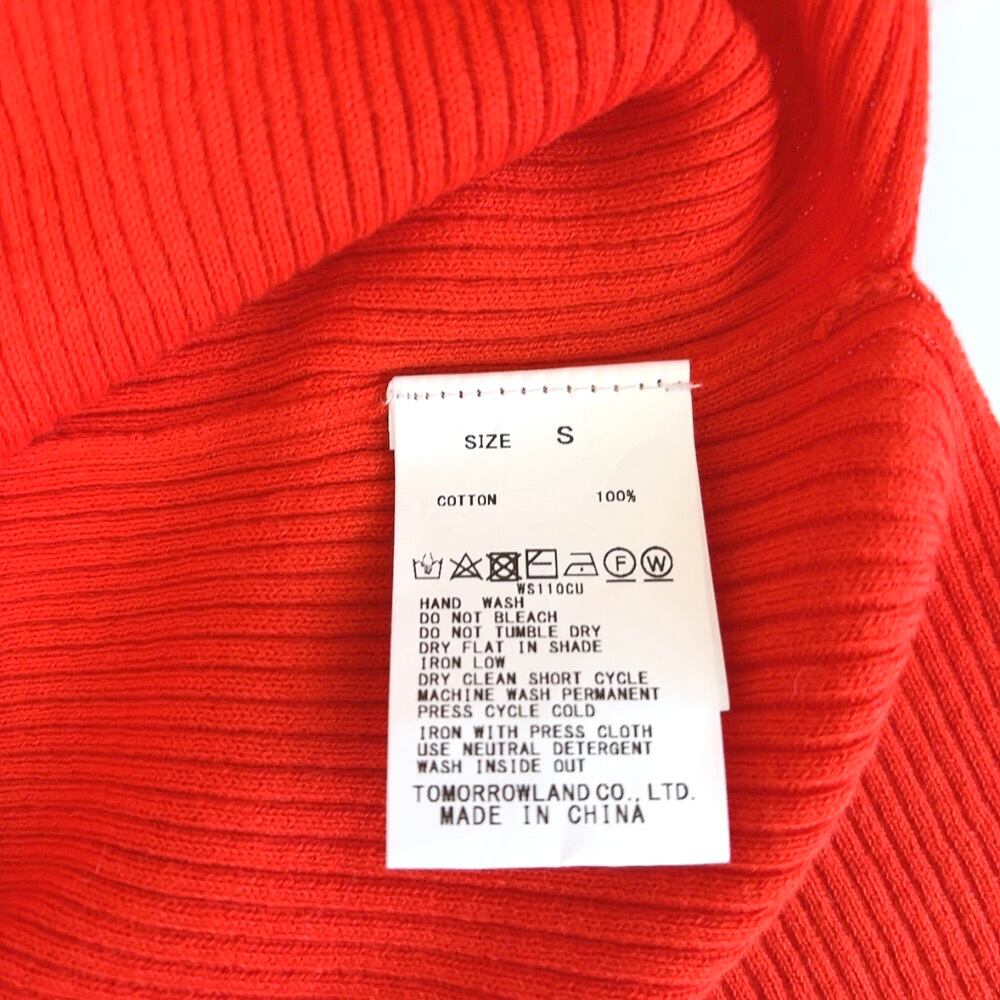 SIZE S
COTTON 100%
F W
WS110CU
HAND WASH
DO NOT BLEACH
DO NOT TUMBLE DRY
DRY FLAT IN SHADE
IRON LOW
DRY CLEAN SHORT CYCLE
MACHINE WASH PERMANENT
PRESS CYCLE COLD
IRON WITH PRESS CLOTH
USE NEUTRAL DETERGENT
WASH INSIDE OUT
TOMORROWLAND CO., LTD.
MADE IN CHINA